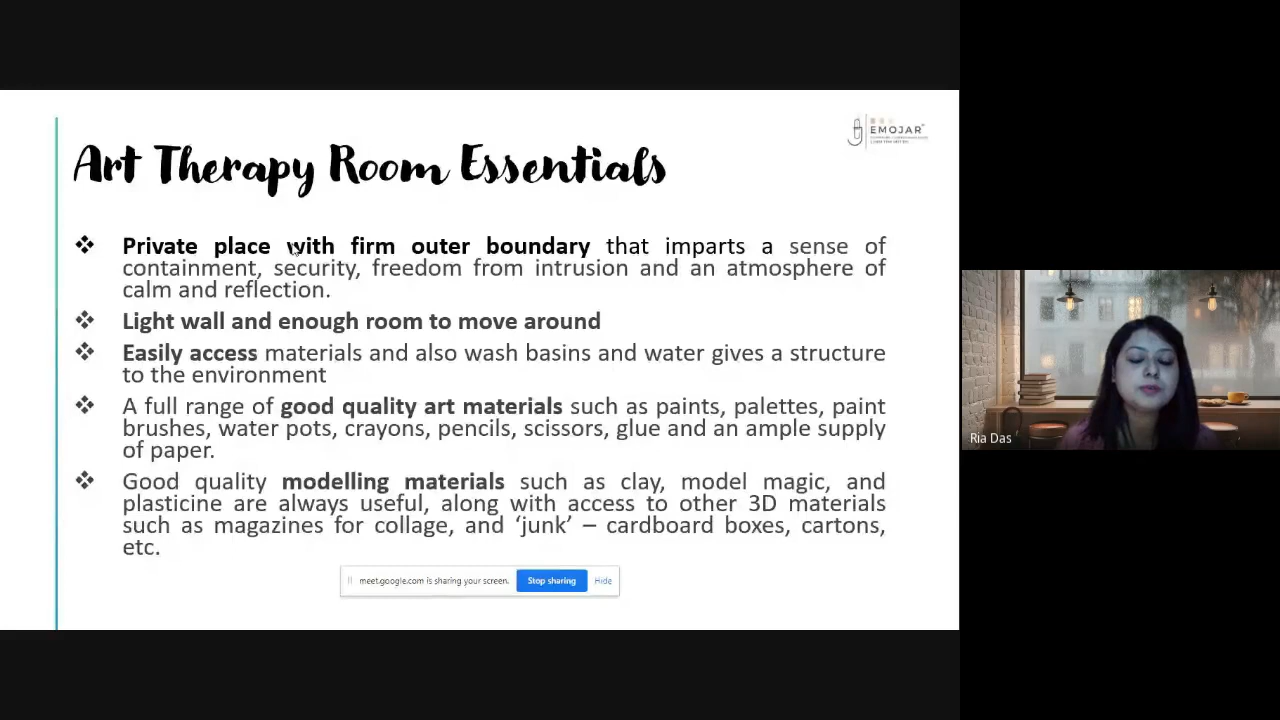 EMOJAR
Art Therapy Room Essentials
❖ Private place with firm outer boundary that imparts a sense of
containment, security, freedom from intrusion and an atmosphere of
calm and reflection.
❖ Light wall and enough room to move around
❖ Easily access materials and also wash basins and water gives a structure
to the environment
❖ A full range of good quality art materials such as paints, palettes, paint
brushes, water pots, crayons, pencils, scissors, glue and an ample supply
of paper.
❖ Good quality modelling materials such as clay, model magic, and
plasticine are always useful, along with access to other 3D materials
such as magazines for collage, and ‘junk’ – cardboard boxes, cartons,
etc.
meet.google.com is sharing your screen. Stop sharing Hide
Ria Das